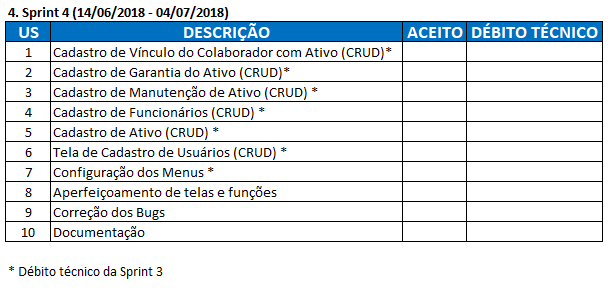 4. Sprint 4 (14/06/2018 - 04/07/2018)
US DESCRIÇÃO ACEITO DÉBITO TÉCNICO
1 Cadastro de Vínculo do Colaborador com Ativo (CRUD)*
2 Cadastro de Garantia do Ativo (CRUD)*
3 Cadastro de Manutenção de Ativo (CRUD) *
4 Cadastro de Funcionários (CRUD) *
5 Cadastro de Ativo (CRUD) *
6 Tela de Cadastro de Usuários (CRUD) *
7 Configuração dos Menus *
8 Aperfeiçoamento de telas e funções
9 Correção dos Bugs
10 Documentação
* Débito técnico da Sprint 3